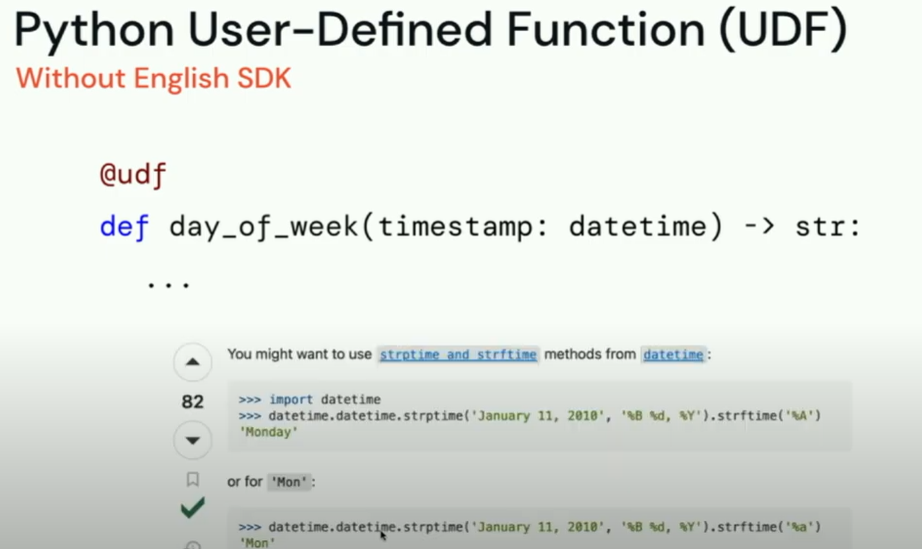 Python User-Defined Function (UDF)
Without English SDK
@udf
def day_of_week(timestamp: datetime) -> str:
...
You might want to use strptime and strftime methods from datetime:
82
>>> import datetime
>>> datetime.datetime.strptime('January 11, 2010', '%B %d, %Y').strftime('%A')
'Monday'
or for 'Mon':
>>> datetime.datetime.strptime('January 11, 2010', '%B %d, %Y').strftime('%a')
'Mon'